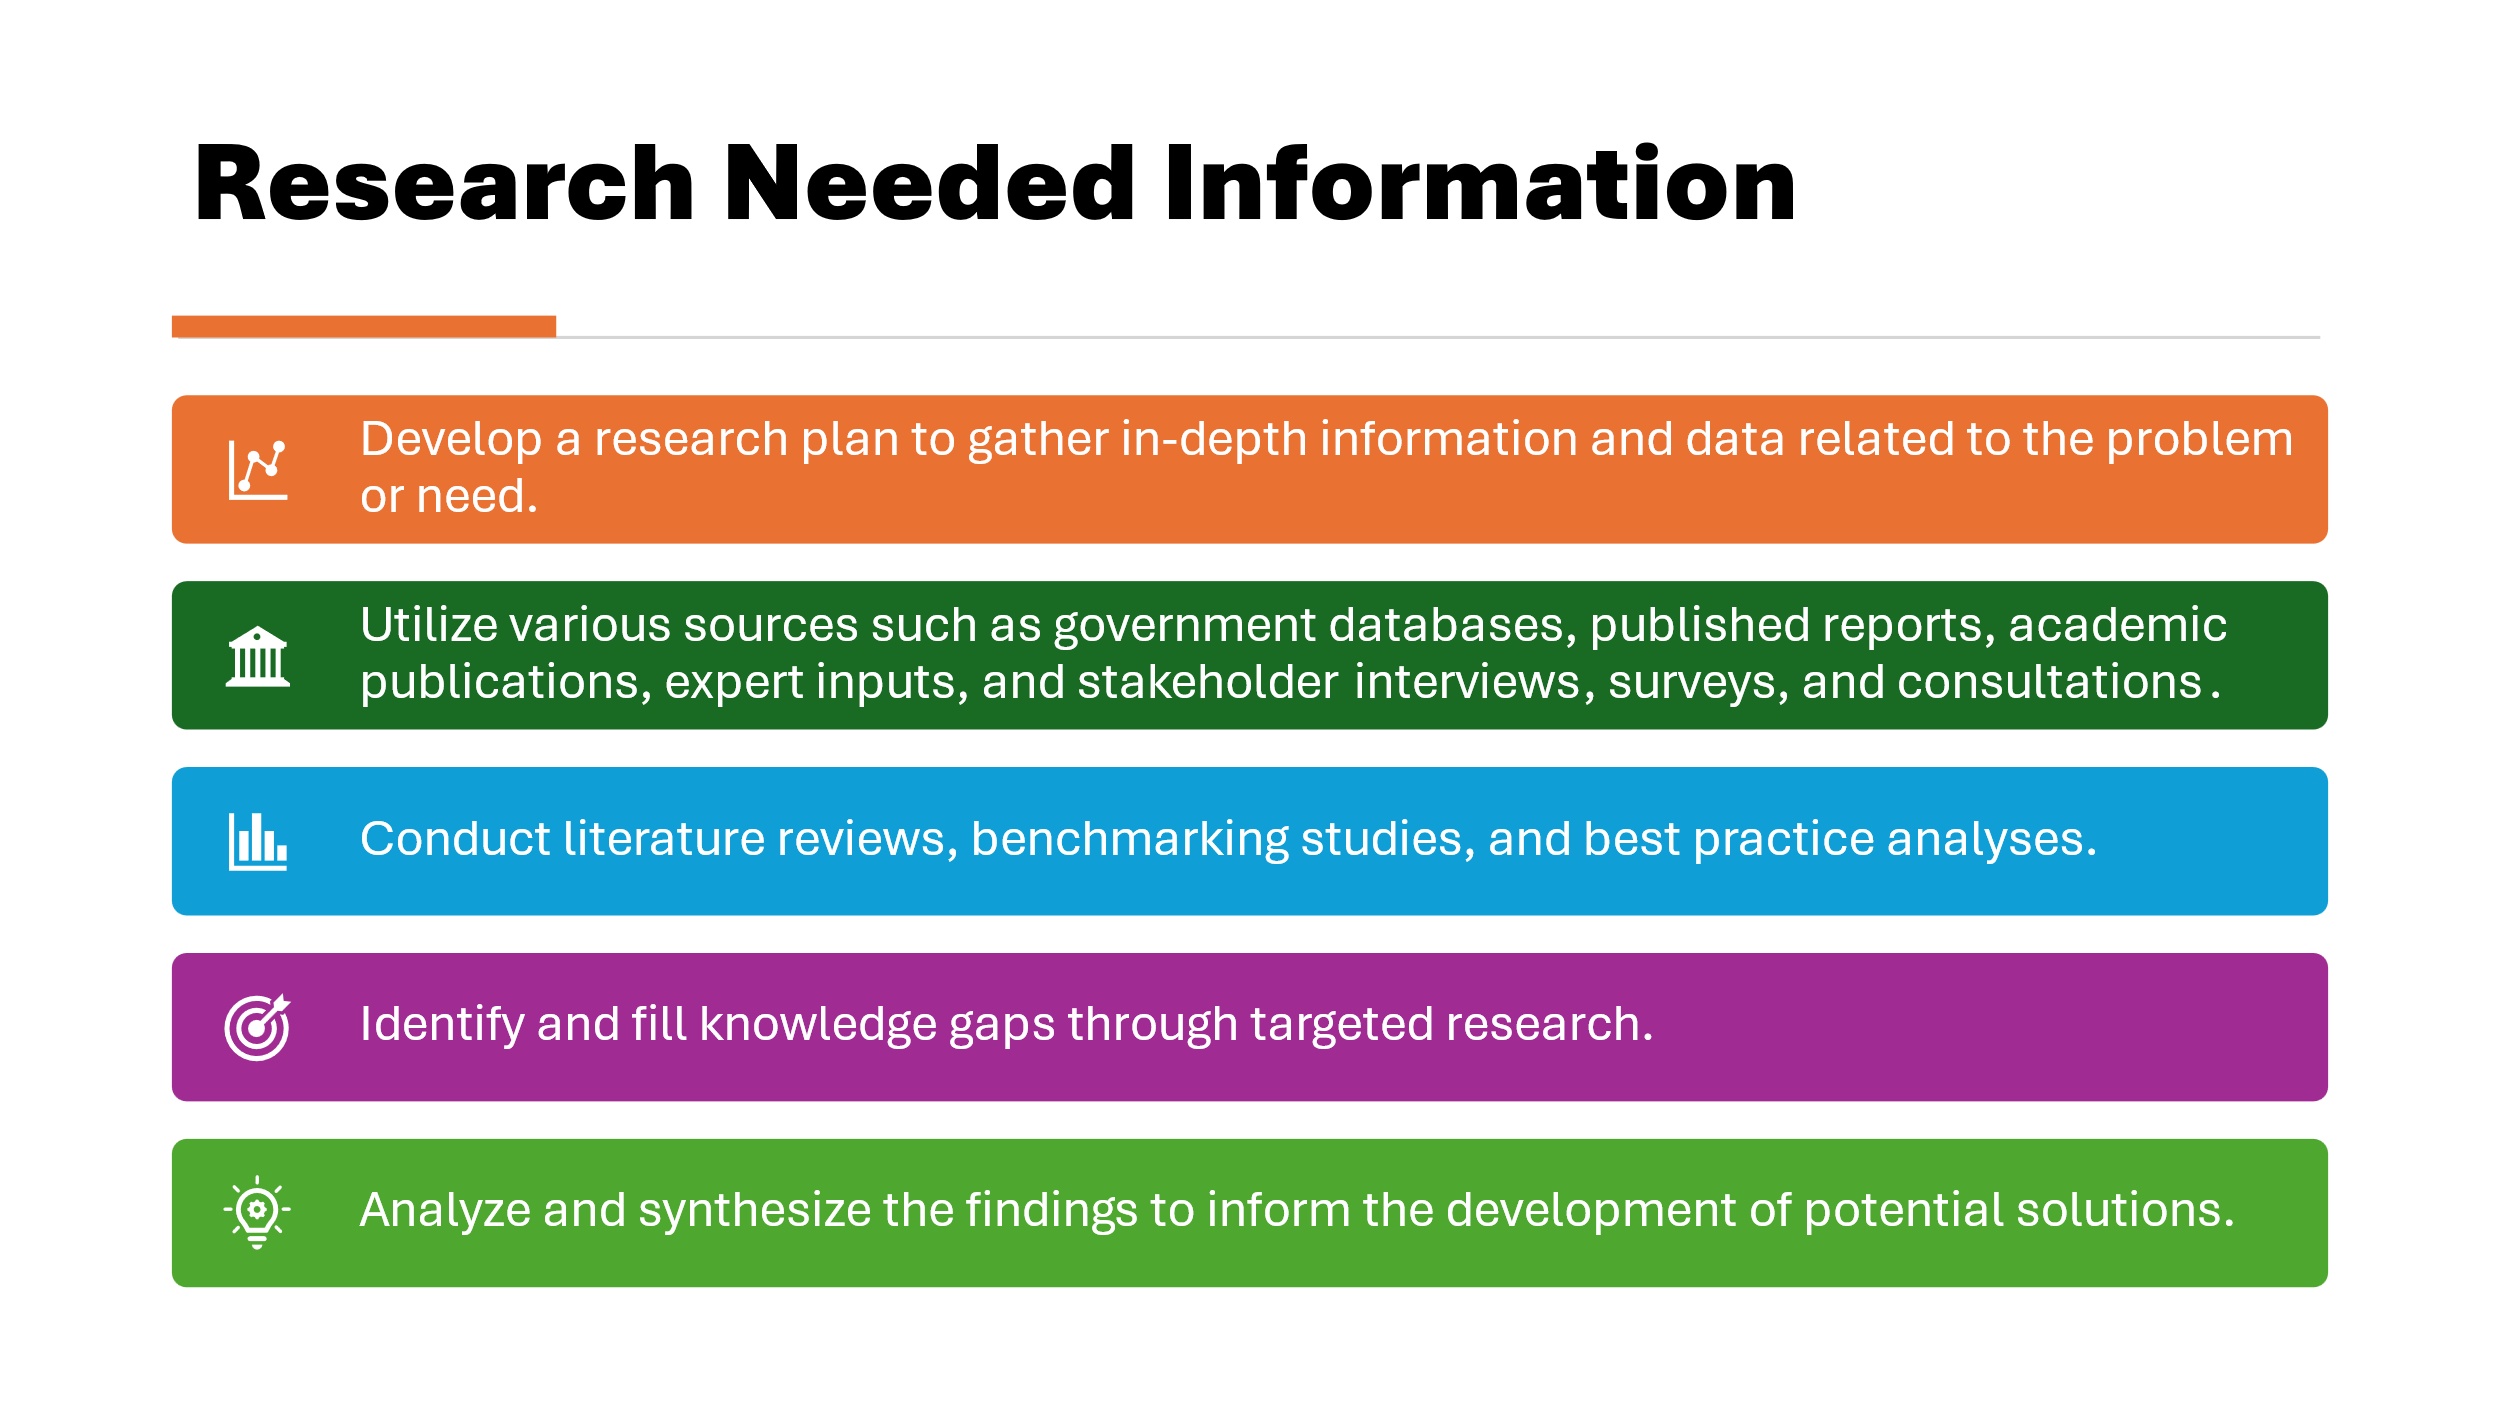 Research Needed Information
Develop a research plan to gather in-depth information and data related to the problem
or need.
Utilize various sources such as government databases, published reports, academic
publications, expert inputs, and stakeholder interviews, surveys, and consultations.
Conduct literature reviews, benchmarking studies, and best practice analyses.
Identify and fill knowledge gaps through targeted research.
Analyze and synthesize the findings to inform the development of potential solutions.